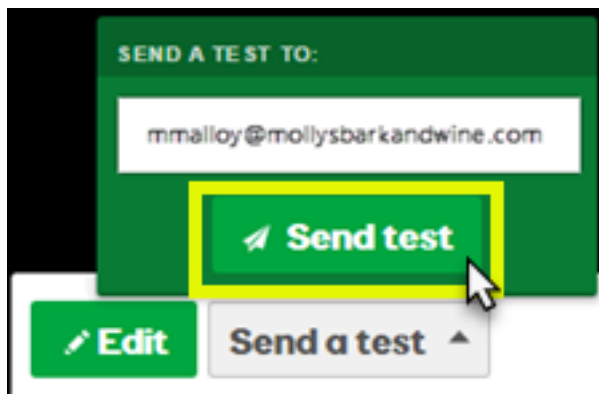 SEND A TEST TO:
mmalloy@mollysbarkandwine.com
Send test
Edit
Send a test